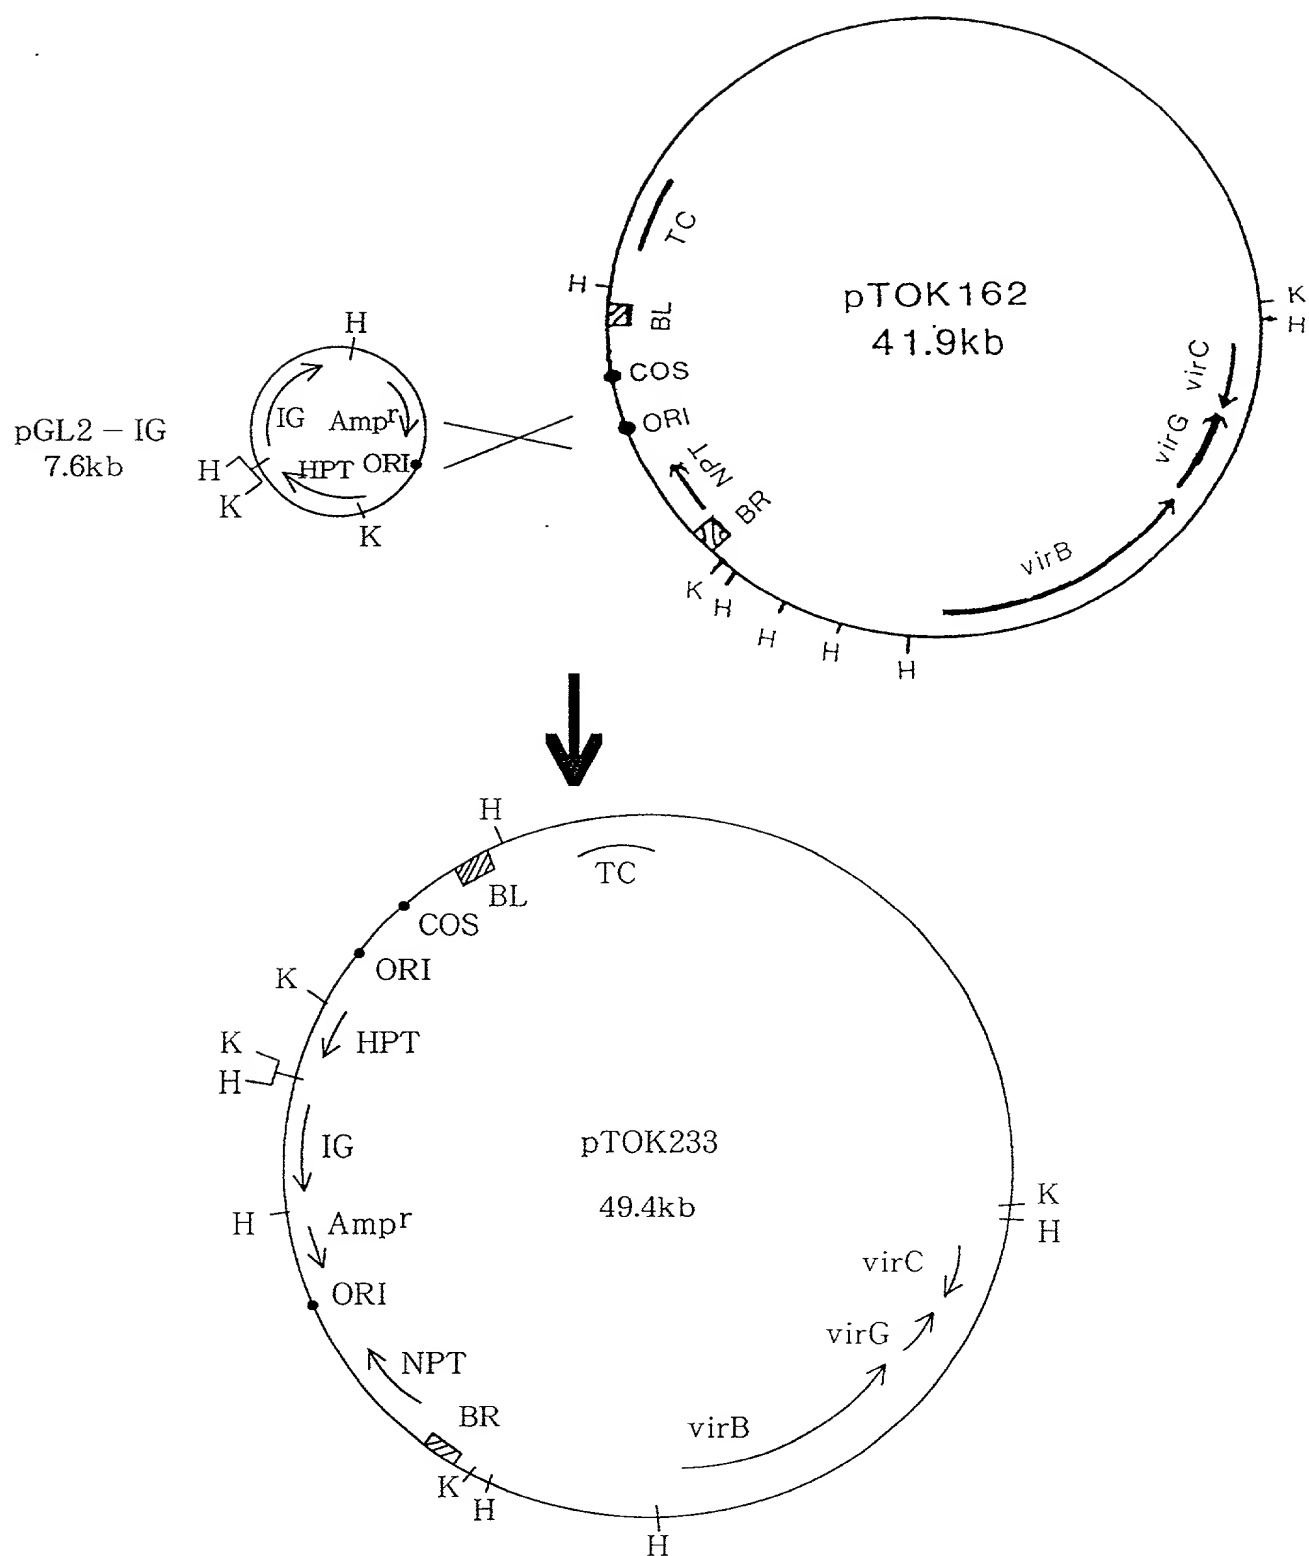 TC
H
BL
COS
ORI
NPT
BR
K
H
H
H
H
pTOK162
41.9kb
K
H
virC
virG
virB
pGL2 – IG
7.6kb
H
IG
Ampr
HPT
ORI
H
K
K
H
TC
BL
COS
ORI
K
HPT
K
H
IG
H
Ampr
ORI
NPT
BR
K
H
H
pTOK233
49.4kb
K
H
virC
virG
virB